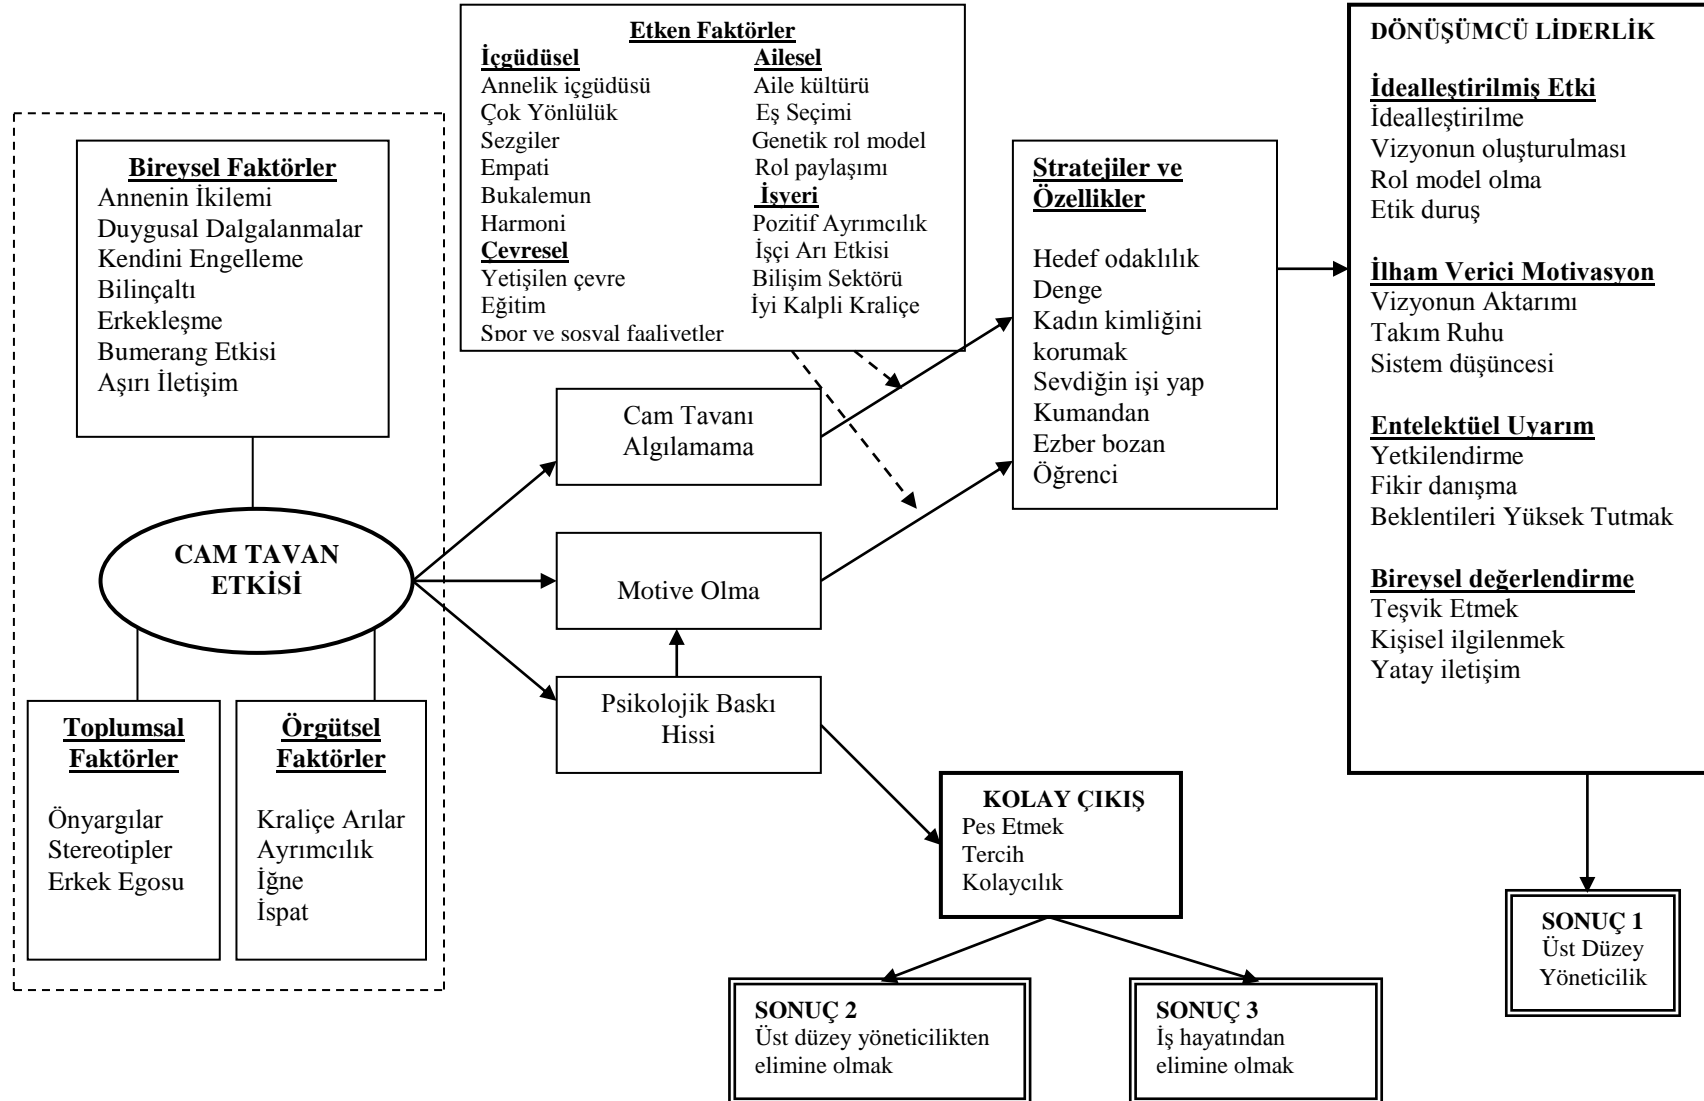 Etken Faktörler
İçgüdüsel
Annelik içgüdüsü
Çok Yönlülük
Sezgiler
Empati
Bukalemun
Harmoni
Çevresel
Yetişilen çevre
Eğitim
Spor ve sosyal faaliyetler
Ailesel
Aile kültürü
Eş Seçimi
Genetik rol model
Rol paylaşımı
İşyeri
Pozitif Ayrımcılık
İşçi Arı Etkisi
Bilişim Sektörü
İyi Kalpli Kraliçe
Bireysel Faktörler
Annenin İkilemi
Duygusal Dalgalanmalar
Kendini Engelleme
Bilinçaltı
Erkekleşme
Bumerang Etkisi
Aşırı İletişim
CAM TAVAN
ETKİSİ
Toplumsal
Faktörler
Önyargılar
Stereotipler
Erkek Egosu
Örgütsel
Faktörler
Kraliçe Arılar
Ayrımcılık
İğne
İspat
Cam Tavanı
Algılamama
Motive Olma
Psikolojik Baskı
Hissi
Stratejiler ve
Özellikler
Hedef odaklılık
Denge
Kadın kimliğini
korumak
Sevdiğin işi yap
Kumandan
Ezber bozan
Öğrenci
DÖNÜŞÜMCÜ LİDERLİK
İdealleştirilmiş Etki
İdealleştirilme
Vizyonun oluşturulması
Rol model olma
Etik duruş
İlham Verici Motivasyon
Vizyonun Aktarımı
Takım Ruhu
Sistem düşüncesi
Entelektüel Uyarım
Yetkilendirme
Fikir danışma
Beklentileri Yüksek Tutmak
Bireysel değerlendirme
Teşvik Etmek
Kişisel ilgilenmek
Yatay iletişim
KOLAY ÇIKIŞ
Pes Etmek
Tercih
Kolaycılık
SONUÇ 1
Üst Düzey
Yöneticilik
SONUÇ 2
Üst düzey yöneticilikten
elimine olmak
SONUÇ 3
İş hayatından
elimine olmak